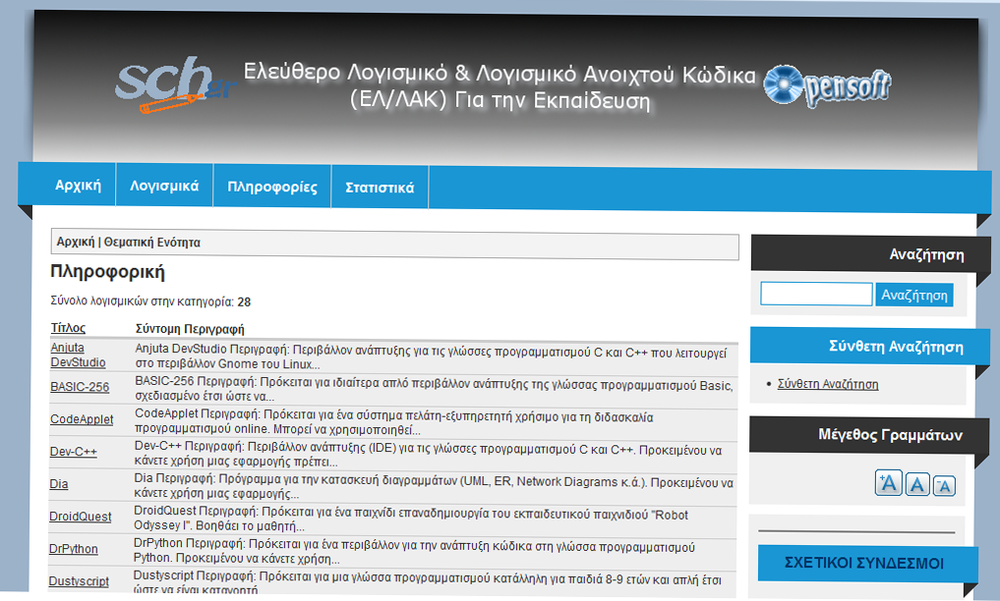 sch.gr
Ελεύθερο Λογισμικό & Λογισμικό Ανοιχτού Κώδικα
(ΕΛ/ΛΑΚ) Για την Εκπαίδευση
Opensoft
Αρχική Λογισμικά Πληροφορίες Στατιστικά
Αρχική | Θεματική Ενότητα
Πληροφορική
Σύνολο λογισμικών στην κατηγορία: 28
Τίτλος Σύντομη Περιγραφή
Anjuta DevStudio Περιγραφή: Περιβάλλον ανάπτυξης για τις γλώσσες προγραμματισμού C και C++ που λειτουργεί
στο περιβάλλον Gnome του Linux...
Anjuta
DevStudio
BASIC-256
BASIC-256 Περιγραφή: Πρόκειται για ιδιαίτερα απλό περιβάλλον ανάπτυξης της γλώσσας προγραμματισμού Basic,
σχεδιασμένο έτσι ώστε να...
CodeApplet
CodeApplet Περιγραφή: Πρόκειται για ένα σύστημα πελάτη-εξυπηρετητή χρήσιμο για τη διδασκαλία
προγραμματισμού online. Μπορεί να χρησιμοποιηθεί...
Dev-C++
Dev-C++ Περιγραφή: Περιβάλλον ανάπτυξης (IDE) για τις γλώσσες προγραμματισμού C και C++. Προκειμένου να
κάνετε χρήση μιας εφαρμογής πρέπει...
Dia
Dia Περιγραφή: Πρόγραμμα για την κατασκευή διαγραμμάτων (UML, ER, Network Diagrams κ.ά.). Προκειμένου να
κάνετε χρήση μιας εφαρμογής...
DroidQuest
DroidQuest Περιγραφή: Πρόκειται για ένα παιχνίδι επαναδημιουργία του εκπαιδευτικού παιχνιδιού "Robot
Odyssey I". Βοηθάει το μαθητή...
DrPython
DrPython Περιγραφή: Πρόκειται για ένα περιβάλλον για την ανάπτυξη κώδικα στη γλώσσα προγραμματισμού
Python. Προκειμένου να κάνετε χρήση...
Dustyscript
Dustyscript Περιγραφή: Πρόκειται για μια γλώσσα προγραμματισμού κατάλληλη για παιδιά 8-9 ετών και απλή έτσι
ώστε να είναι κατανοητή
Αναζήτηση
Αναζήτηση
Σύνθετη Αναζήτηση
• Σύνθετη Αναζήτηση
Μέγεθος Γραμμάτων
+A A -A
ΣΧΕΤΙΚΟΙ ΣΥΝΔΕΣΜΟΙ